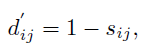 d'_{ij} = 1 - s_{ij},